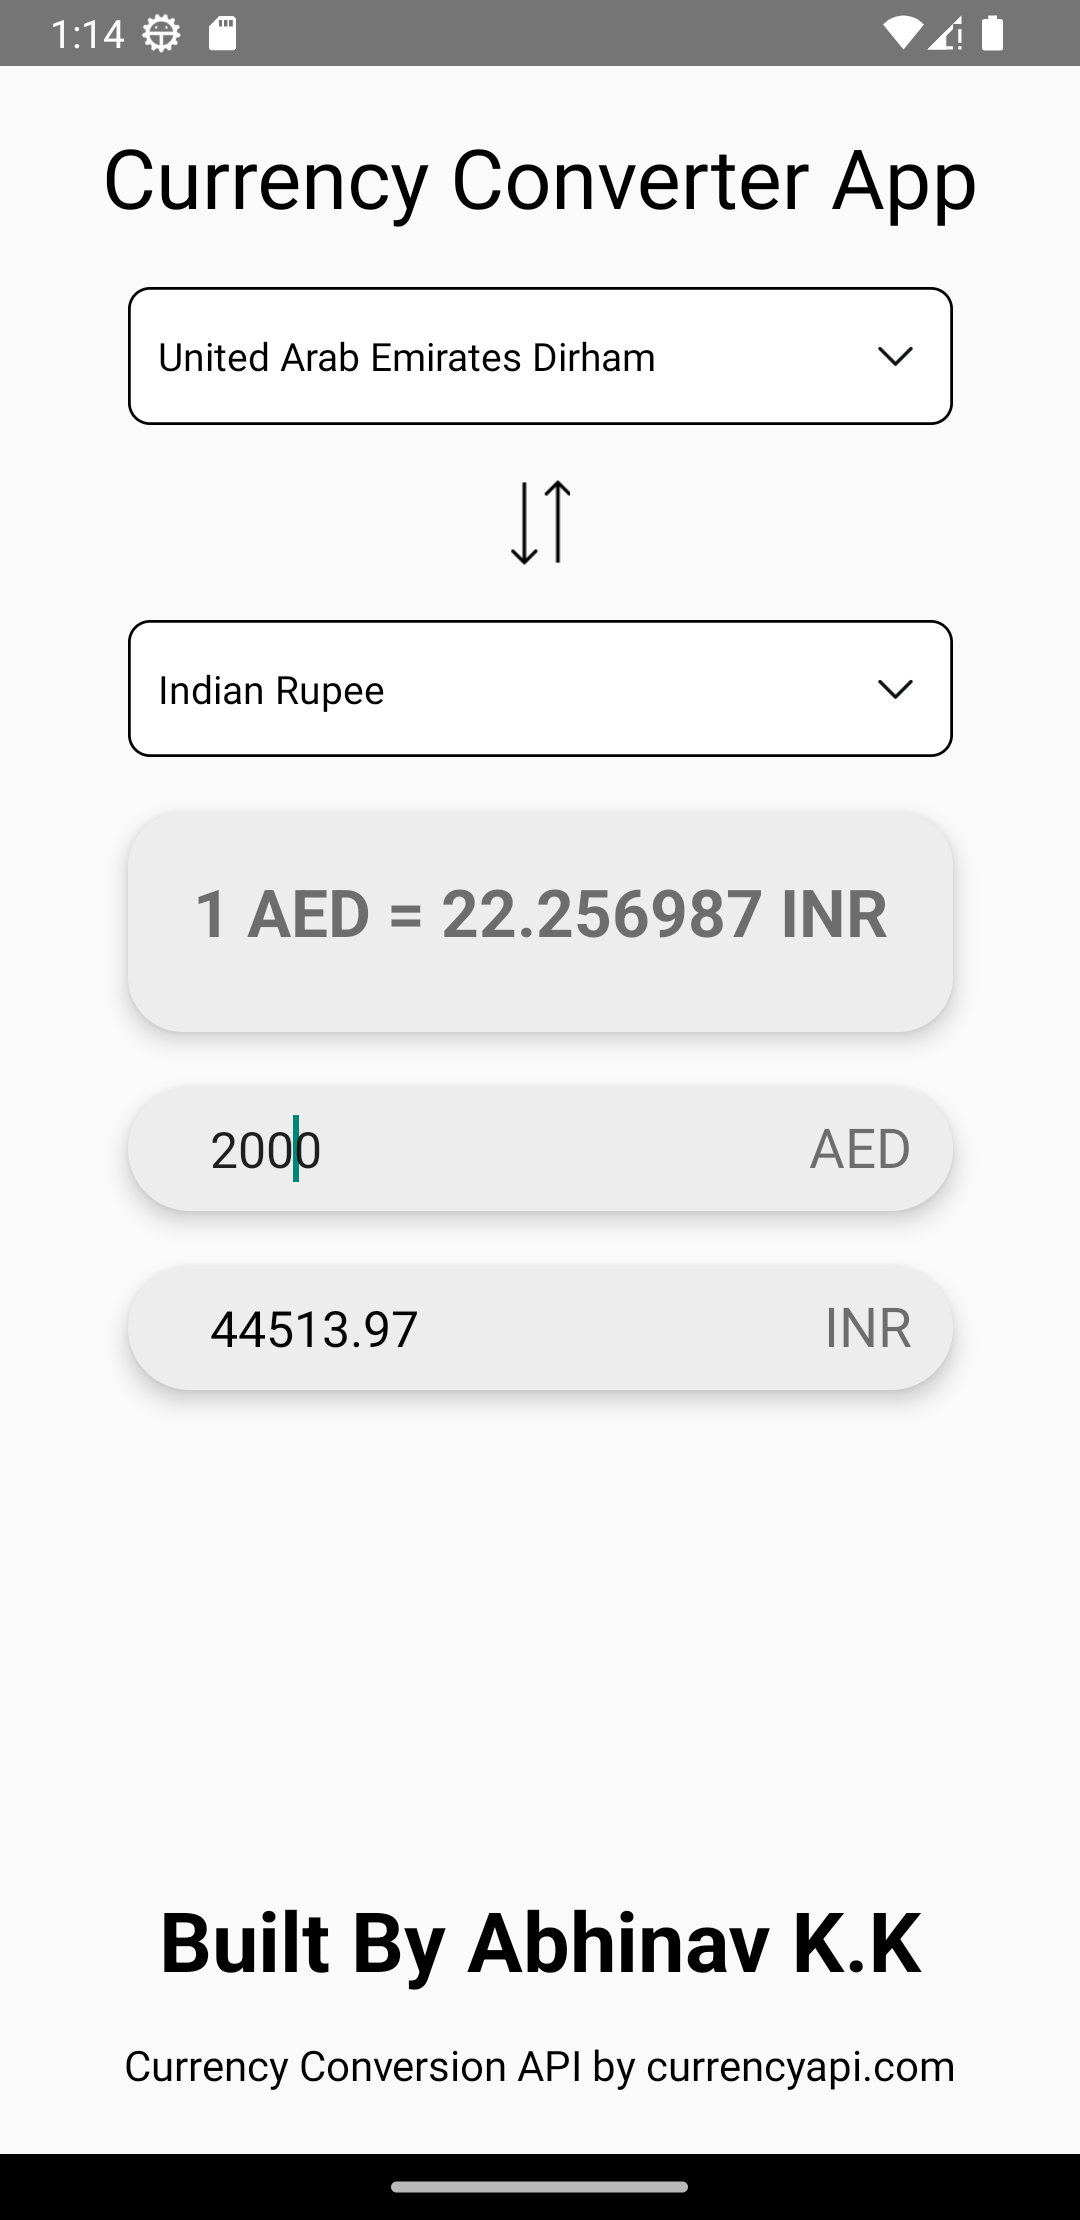 1:14
Currency Converter App
United Arab Emirates Dirham
Indian Rupee
1 AED = 22.256987 INR
2000 AED
44513.97 INR
Built By Abhinav K.K
Currency Conversion API by currencyapi.com